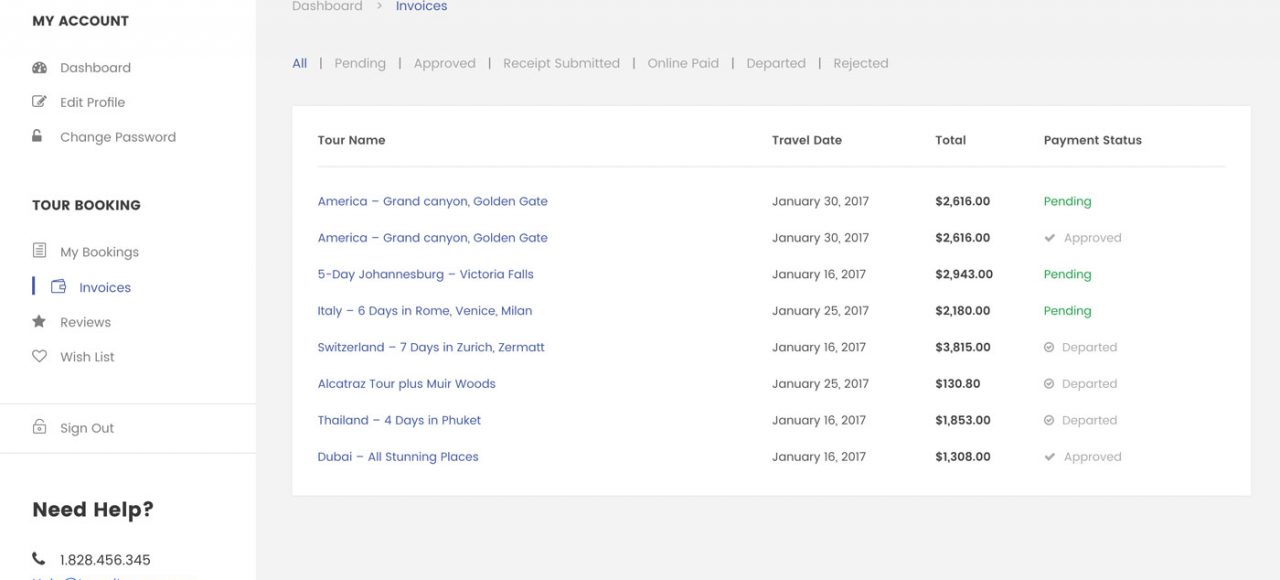 MY ACCOUNT
Dashboard
Edit Profile
Change Password
TOUR BOOKING
My Bookings
Invoices
Reviews
Wish List
Sign Out
Need Help?
1.828.456.345
Dashboard > Invoices
All | Pending | Approved | Receipt Submitted | Online Paid | Departed | Rejected
Tour Name Travel Date Total Payment Status
America – Grand canyon, Golden Gate January 30, 2017 $2,616.00 Pending
America – Grand canyon, Golden Gate January 30, 2017 $2,616.00 Approved
5-Day Johannesburg – Victoria Falls January 16, 2017 $2,943.00 Pending
Italy – 6 Days in Rome, Venice, Milan January 25, 2017 $2,180.00 Pending
Switzerland – 7 Days in Zurich, Zermatt January 16, 2017 $3,815.00 Departed
Alcatraz Tour plus Muir Woods January 25, 2017 $130.80 Departed
Thailand – 4 Days in Phuket January 16, 2017 $1,853.00 Departed
Dubai – All Stunning Places January 16, 2017 $1,308.00 Approved